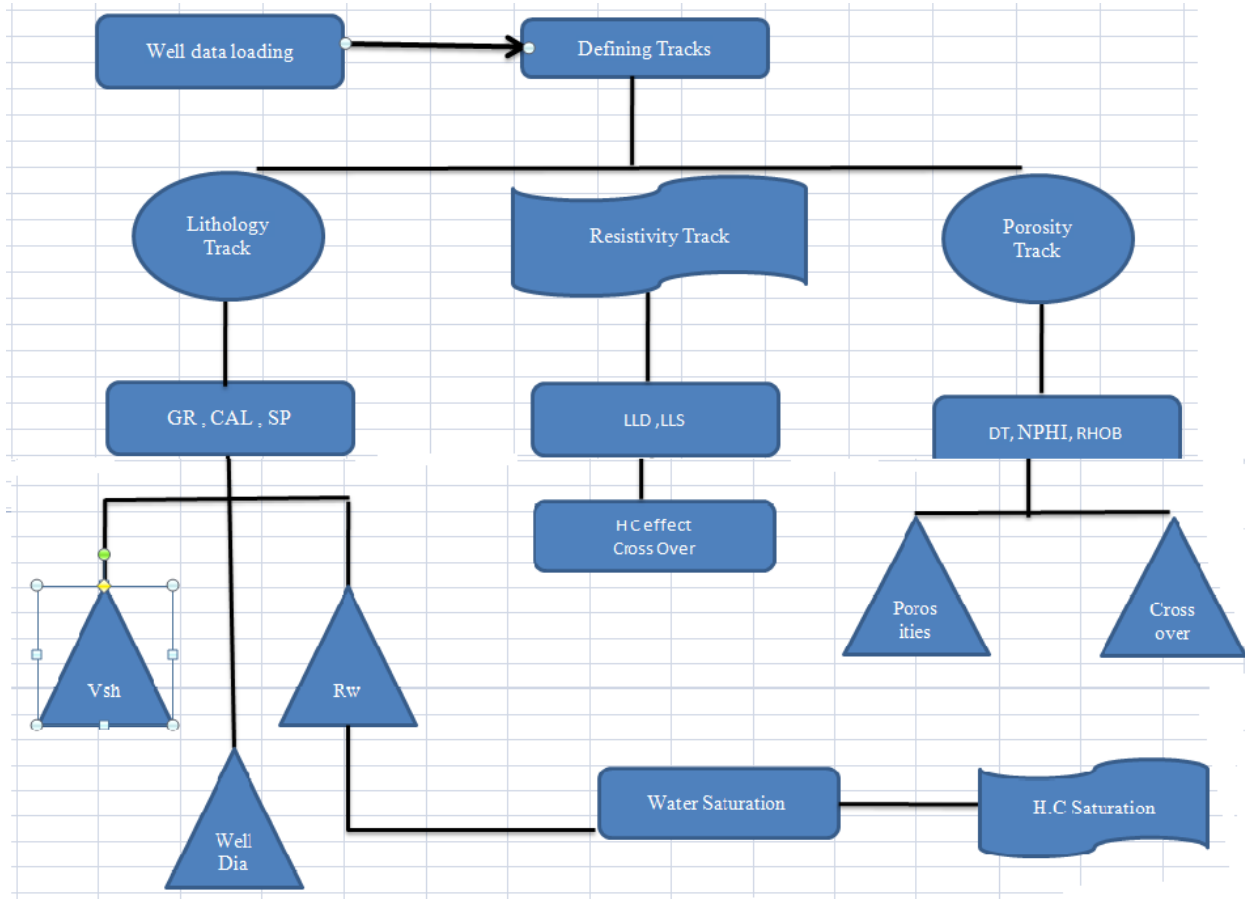 Well data loading
Defining Tracks
Lithology
Track
Resistivity Track
Porosity
Track
GR , CAL , SP
LLD ,LLS
DT, NPHI, RHOB
H C effect
Cross Over
Poros
ities
Cross
over
Vsh
Rw
Well
Dia
Water Saturation
H.C Saturation